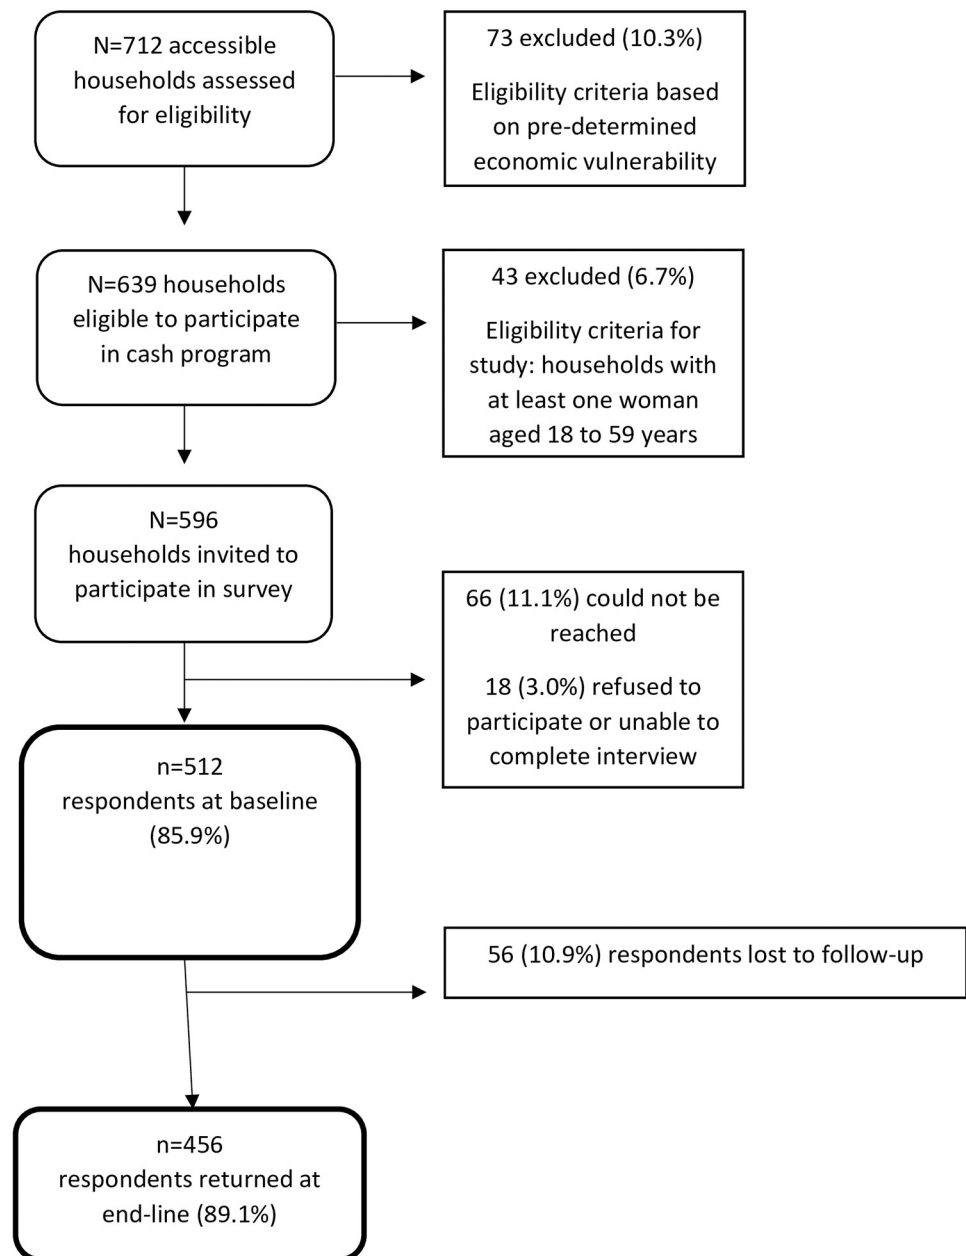 N=712 accessible
households assessed
for eligibility
73 excluded (10.3%)
Eligibility criteria based
on pre-determined
economic vulnerability
N=639 households
eligible to participate
in cash program
43 excluded (6.7%)
Eligibility criteria for
study: households with
at least one woman
aged 18 to 59 years
N=596
households invited to
participate in survey
66 (11.1%) could not be
reached
18 (3.0%) refused to
participate or unable to
complete interview
n=512
respondents at baseline
(85.9%)
56 (10.9%) respondents lost to follow-up
n=456
respondents returned at
end-line (89.1%)